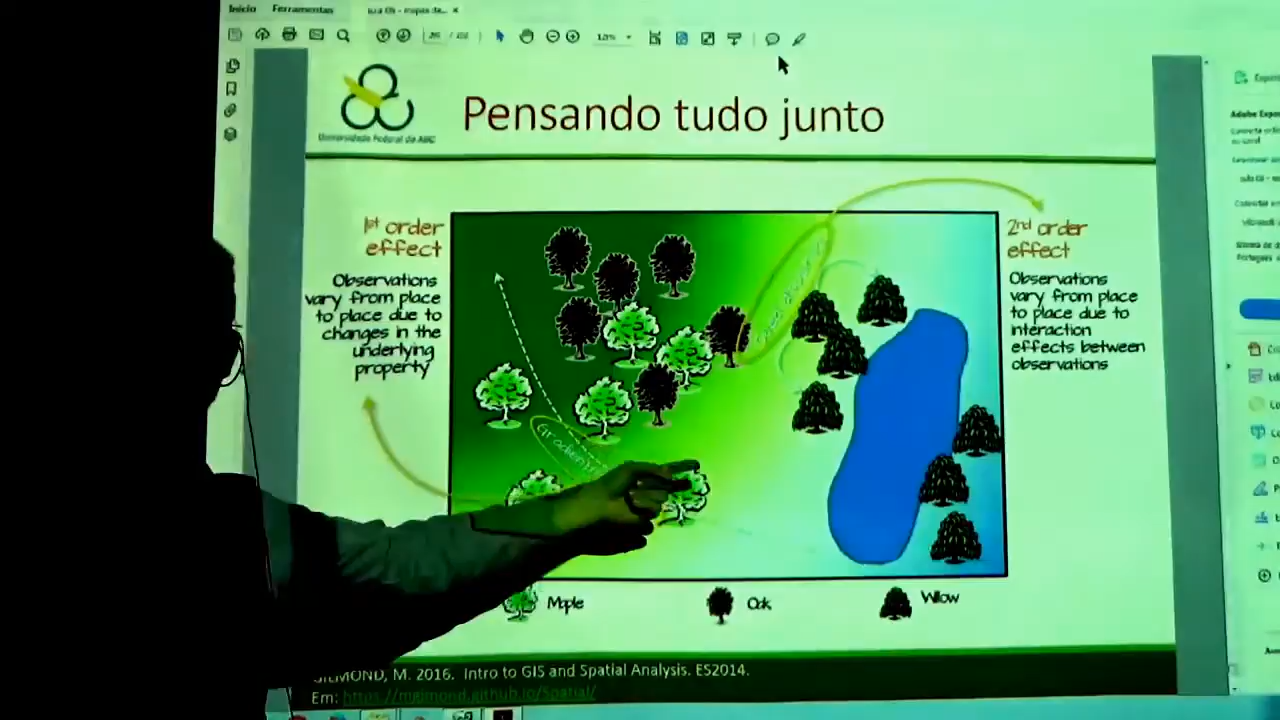 Início Ferramentas
Pensando tudo junto
Universidade Federal do ABC
1st order
effect
Observations
vary from place
to place due to
changes in the
underlying
property
2nd order
effect
Observations
vary from place
to place due to
interaction
effects between
observations
Gradient
Maple
Oak
Willow
GILMOND, M. 2016. Intro to GIS and Spatial Analysis. ES2014.
Em: https://mgimond.github.io/Spatial/